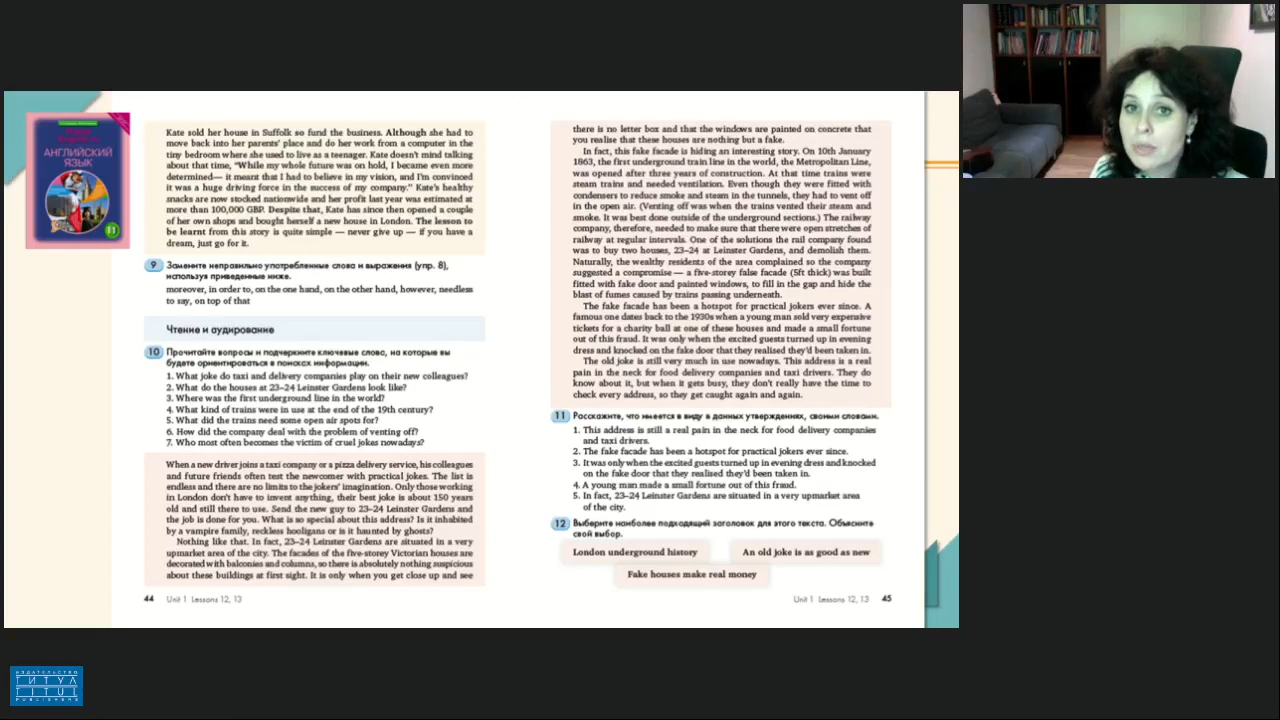 АНГЛИЙСКИЙ
ЯЗЫК
11
Kate sold her house in Suffolk so fund the business. Although she had to
move back into her parents' place and do her work from a computer in the
tiny bedroom where she used to live as a teenager. Kate doesn't mind talking
about that time, "While my whole future was on hold, I became even more
determined— it meant that I had to believe in my vision, and I'm convinced
it was a huge driving force in the success of my company." Kate's healthy
snacks are now stocked nationwide and her profit last year was estimated at
more than 100,000 GBP. Despite that, Kate has since then opened a couple
of her own shops and bought herself a new house in London. The lesson to
be learnt from this story is quite simple — never give up — if you have a
dream, just go for it.
9 Замените неправильно употребленные слова и выражения (упр. 8),
используя приведенные ниже.
moreover, in order to, on the one hand, on the other hand, however, needless
to say, on top of that
Чтение и аудирование
10 Прочитайте вопросы и подчеркните ключевые слова, на которые вы
будете ориентироваться в поисках информации.
1. What joke do taxi and delivery companies play on their new colleagues?
2. What do the houses at 23–24 Leinster Gardens look like?
3. Where was the first underground line in the world?
4. What kind of trains were in use at the end of the 19th century?
5. What did the trains need some open air spots for?
6. How did the company deal with the problem of venting off?
7. Who most often becomes the victim of cruel jokes nowadays?
When a new driver joins a taxi company or a pizza delivery service, his colleagues
and future friends often test the newcomer with practical jokes. The list is
endless and there are no limits to the jokers' imagination. Only those working
in London don't have to invent anything, their best joke is about 150 years
old and still there to use. Send the new guy to 23–24 Leinster Gardens and
the job is done for you. What is so special about this address? Is it inhabited
by a vampire family, reckless hooligans or is it haunted by ghosts?
Nothing like that. In fact, 23–24 Leinster Gardens are situated in a very
upmarket area of the city. The facades of the five-storey Victorian houses are
decorated with balconies and columns, so there is absolutely nothing suspicious
about these buildings at first sight. It is only when you get close up and see
44 Unit 1 Lessons 12, 13
there is no letter box and that the windows are painted on concrete that
you realise that these houses are nothing but a fake.
In fact, this fake facade is hiding an interesting story. On 10th January
1863, the first underground train line in the world, the Metropolitan Line,
was opened after three years of construction. At that time trains were
steam trains and needed ventilation. Even though they were fitted with
condensers to reduce smoke and steam in the tunnels, they had to vent off
in the open air. (Venting off was when the trains vented their steam and
smoke. It was best done outside of the underground sections.) The railway
company, therefore, needed to make sure that there were open stretches of
railway at regular intervals. One of the solutions the rail company found
was to buy two houses, 23–24 at Leinster Gardens, and demolish them.
Naturally, the wealthy residents of the area complained so the company
suggested a compromise — a five-storey false facade (5ft thick) was built
fitted with fake door and painted windows, to fill in the gap and hide the
blast of fumes caused by trains passing underneath.
The fake facade has been a hotspot for practical jokers ever since. A
famous one dates back to the 1930s when a young man sold very expensive
tickets for a charity ball at one of these houses and made a small fortune
out of this fraud. It was only when the excited guests turned up in evening
dress and knocked on the fake door that they realised they'd been taken in.
The old joke is still very much in use nowadays. This address is a real
pain in the neck for food delivery companies and taxi drivers. They do
know about it, but when it gets busy, they don't really have the time to
check every address, so they get caught again and again.
11 Расскажите, что имеется в виду в данных утверждениях, своими словами.
1. This address is still a real pain in the neck for food delivery companies
and taxi drivers.
2. The fake facade has been a hotspot for practical jokers ever since.
3. It was only when the excited guests turned up in evening dress and knocked
on the fake door that they realised they'd been taken in.
4. A young man made a small fortune out of this fraud.
5. In fact, 23–24 Leinster Gardens are situated in a very upmarket area
of the city.
12 Выберите наиболее подходящий заголовок для этого текста. Объясните
свой выбор.
London underground history
An old joke is as good as new
Fake houses make real money
Unit 1 Lessons 12, 13 45
ИЗДАТЕЛЬСТВО
ТИТУЛ
TITUL
PUBLISHERS